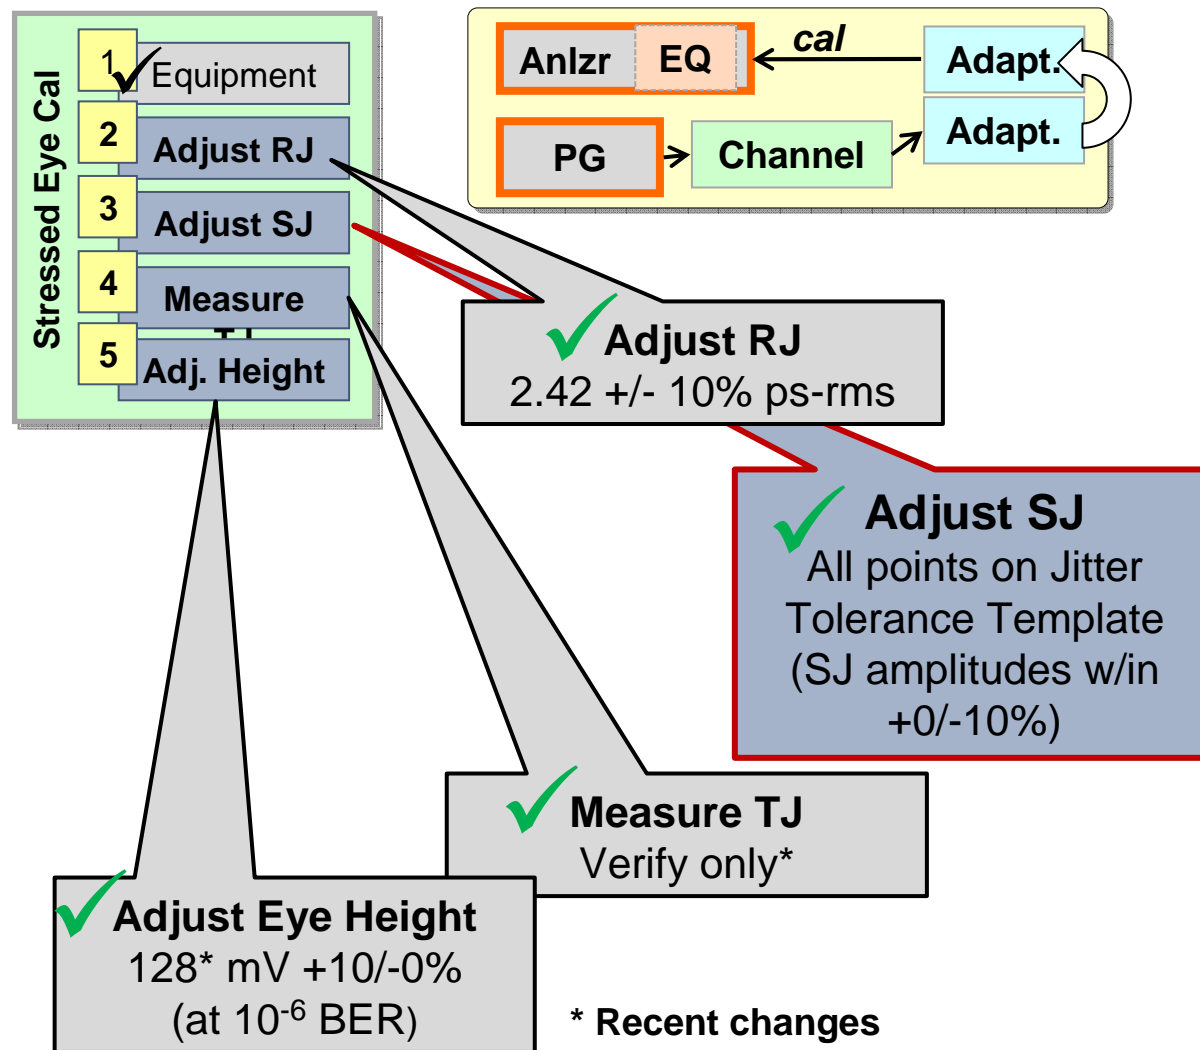 Stressed Eye Cal
1
Equipment
2
Adjust RJ
3
Adjust SJ
4
Measure
5
Adj. Height
Anlzr
EQ
cal
Adapt.
PG
Channel
Adapt.
Adjust RJ
2.42 +/- 10% ps-rms
Adjust SJ
All points on Jitter
Tolerance Template
(SJ amplitudes w/in
+0/-10%)
Measure TJ
Verify only*
Adjust Eye Height
128* mV +10/-0%
(at 10⁻⁶ BER)
* Recent changes